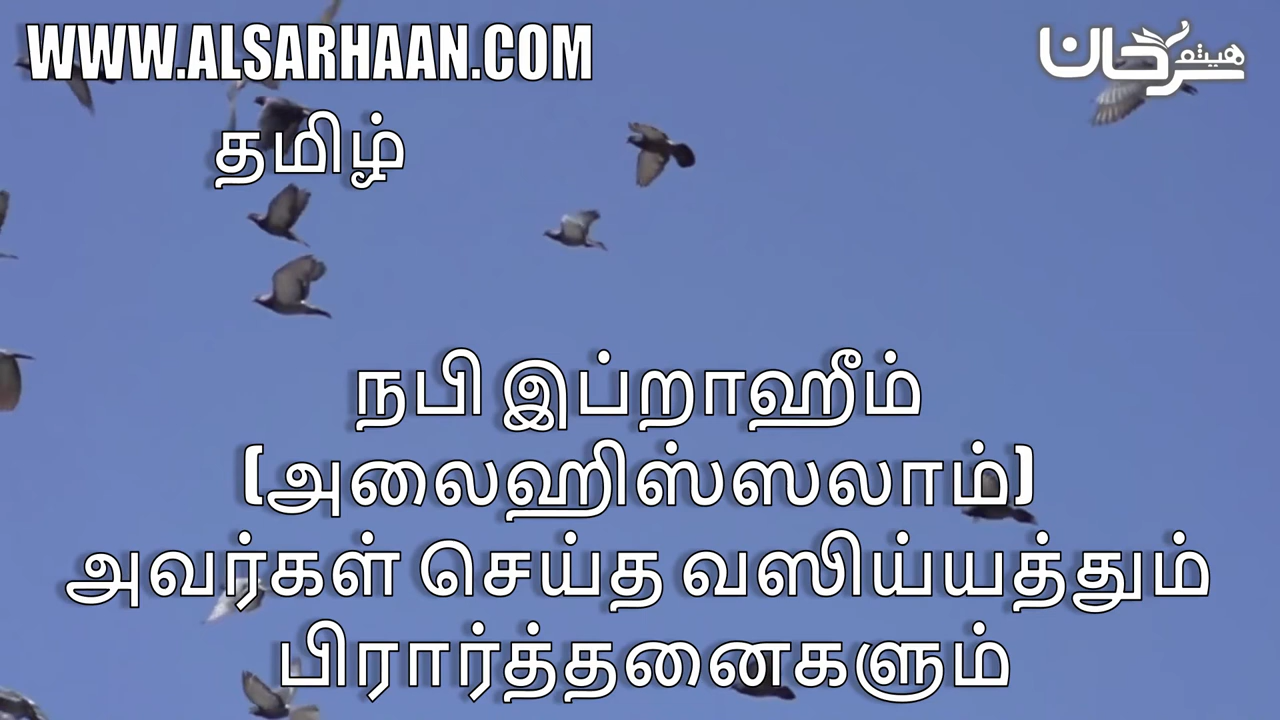 WWW.ALSARHAAN.COM
هيثم سرحان
தமிழ்
நபி இப்றாஹீம்
(அலைஹிஸ்ஸலாம்)
அவர்கள் செய்த வஸிய்யத்தும்
பிரார்த்தனைகளும்